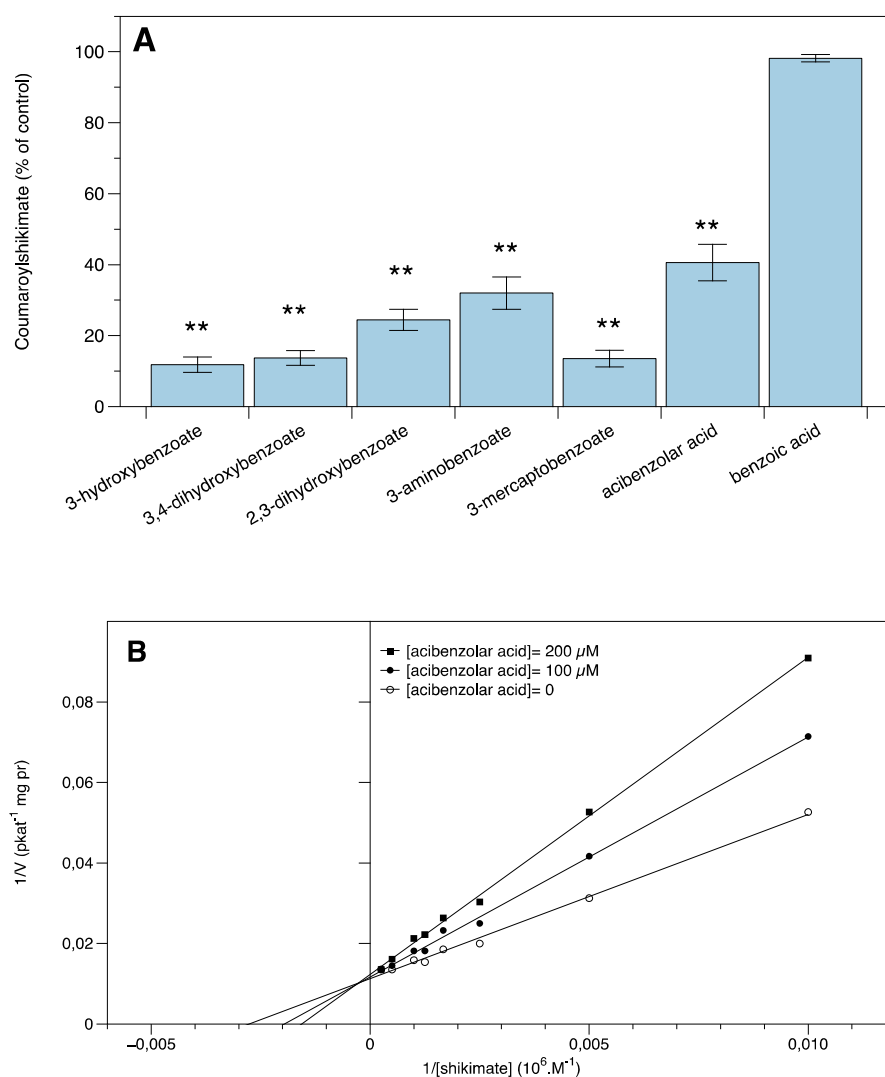 A
Coumaroylshikimate (% of control)
100
80
60
40
20
0
**
**
**
**
**
**
3-hydroxybenzoate
3,4-dihydroxybenzoate
2,3-dihydroxybenzoate
3-aminobenzoate
3-mercaptobenzoate
acibenzolar acid
benzoic acid
B
[acibenzolar acid]= 200 µM
[acibenzolar acid]= 100 µM
[acibenzolar acid]= 0
1/V (pkat⁻¹ mg pr)
0,08
0,06
0,04
0,02
0
−0,005
0
0,005
0,010
1/[shikimate] (10⁶.M⁻¹)